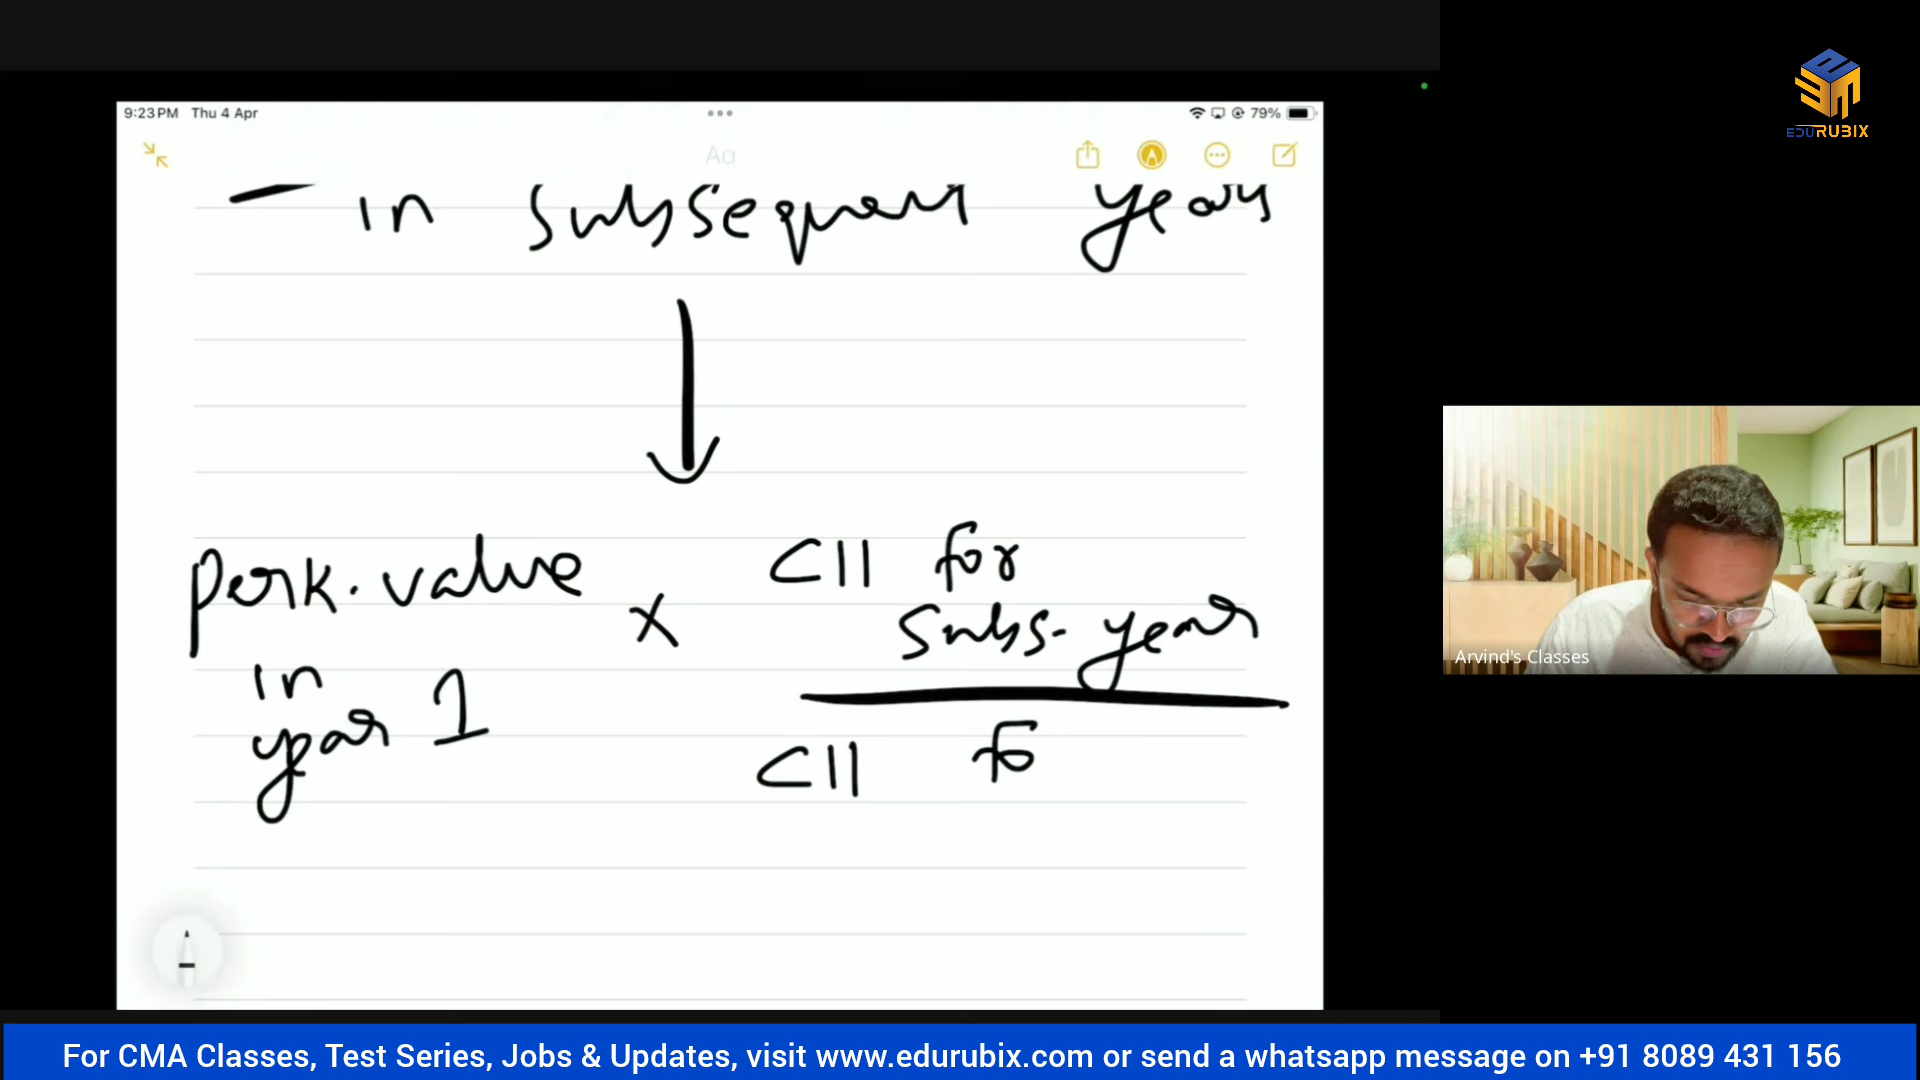 9:23 PM Thu 4 Apr
79%
Aa
EDURUBIX
in subsequent years
perk. value
in
year 1
x
CII for
subs. year
CII fo
Arvind's Classes
For CMA Classes, Test Series, Jobs & Updates, visit www.edurubix.com or send a whatsapp message on +91 8089 431 156